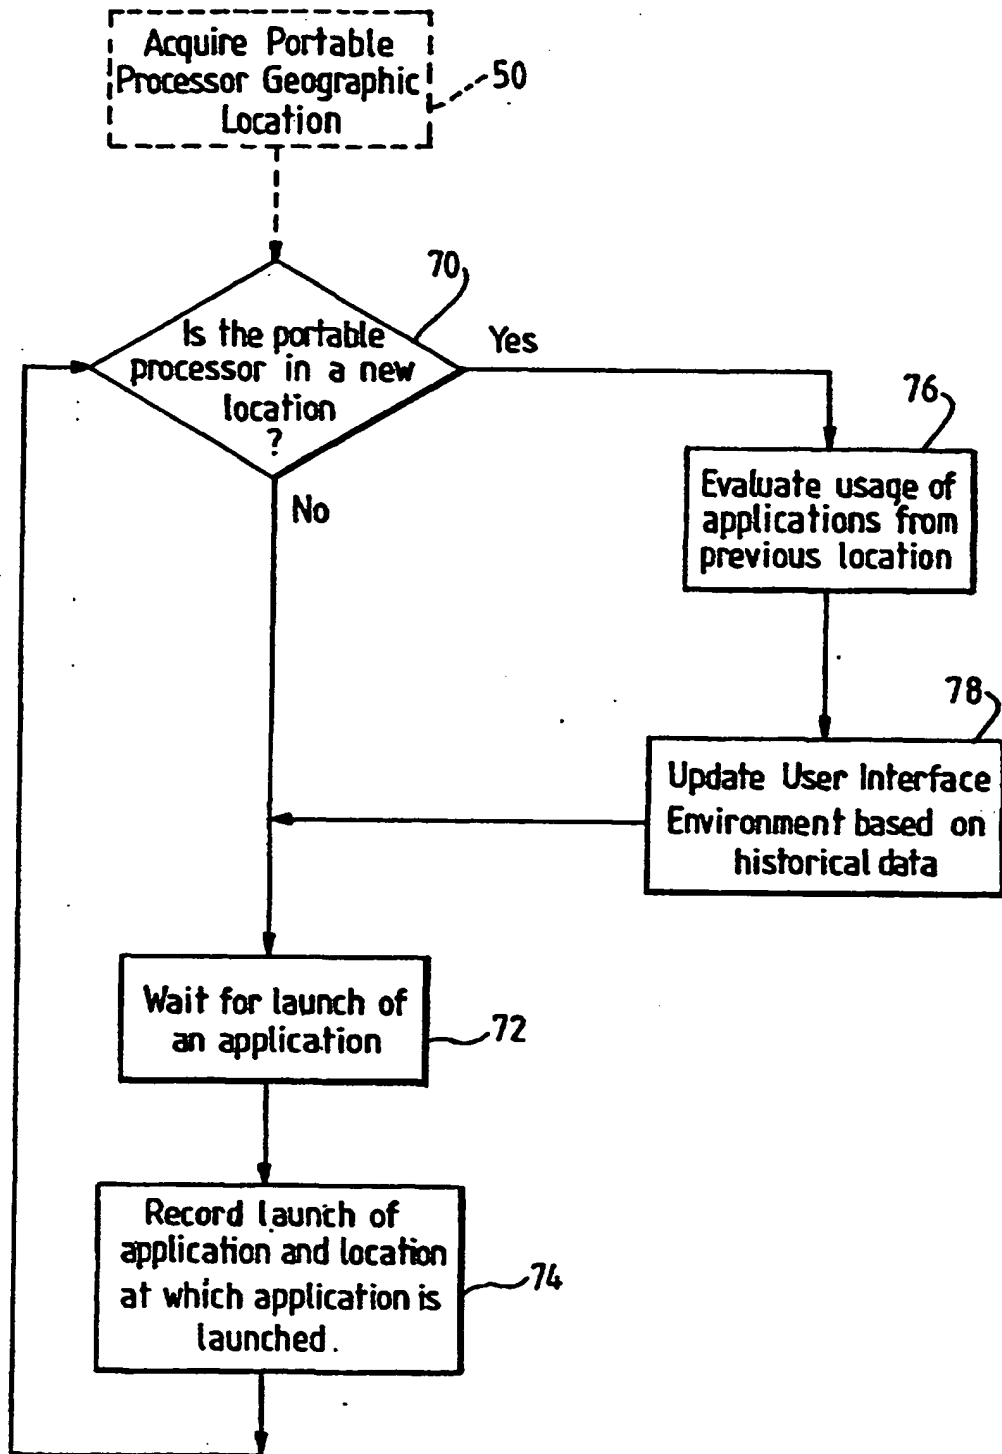 Acquire Portable
Processor Geographic
Location
50
70
Is the portable
processor in a new
location
?
Yes
No
76
Evaluate usage of
applications from
previous location
78
Update User Interface
Environment based on
historical data
Wait for launch of
an application
72
Record launch of
application and location
at which application is
launched.
74